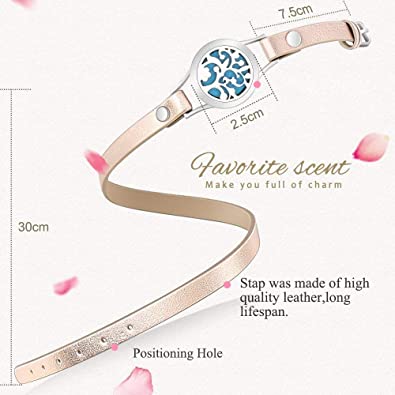 7.5cm
2.5cm
Favorite scent
Make you full of charm
30cm
Stap was made of high
quality leather,long
lifespan.
Positioning Hole